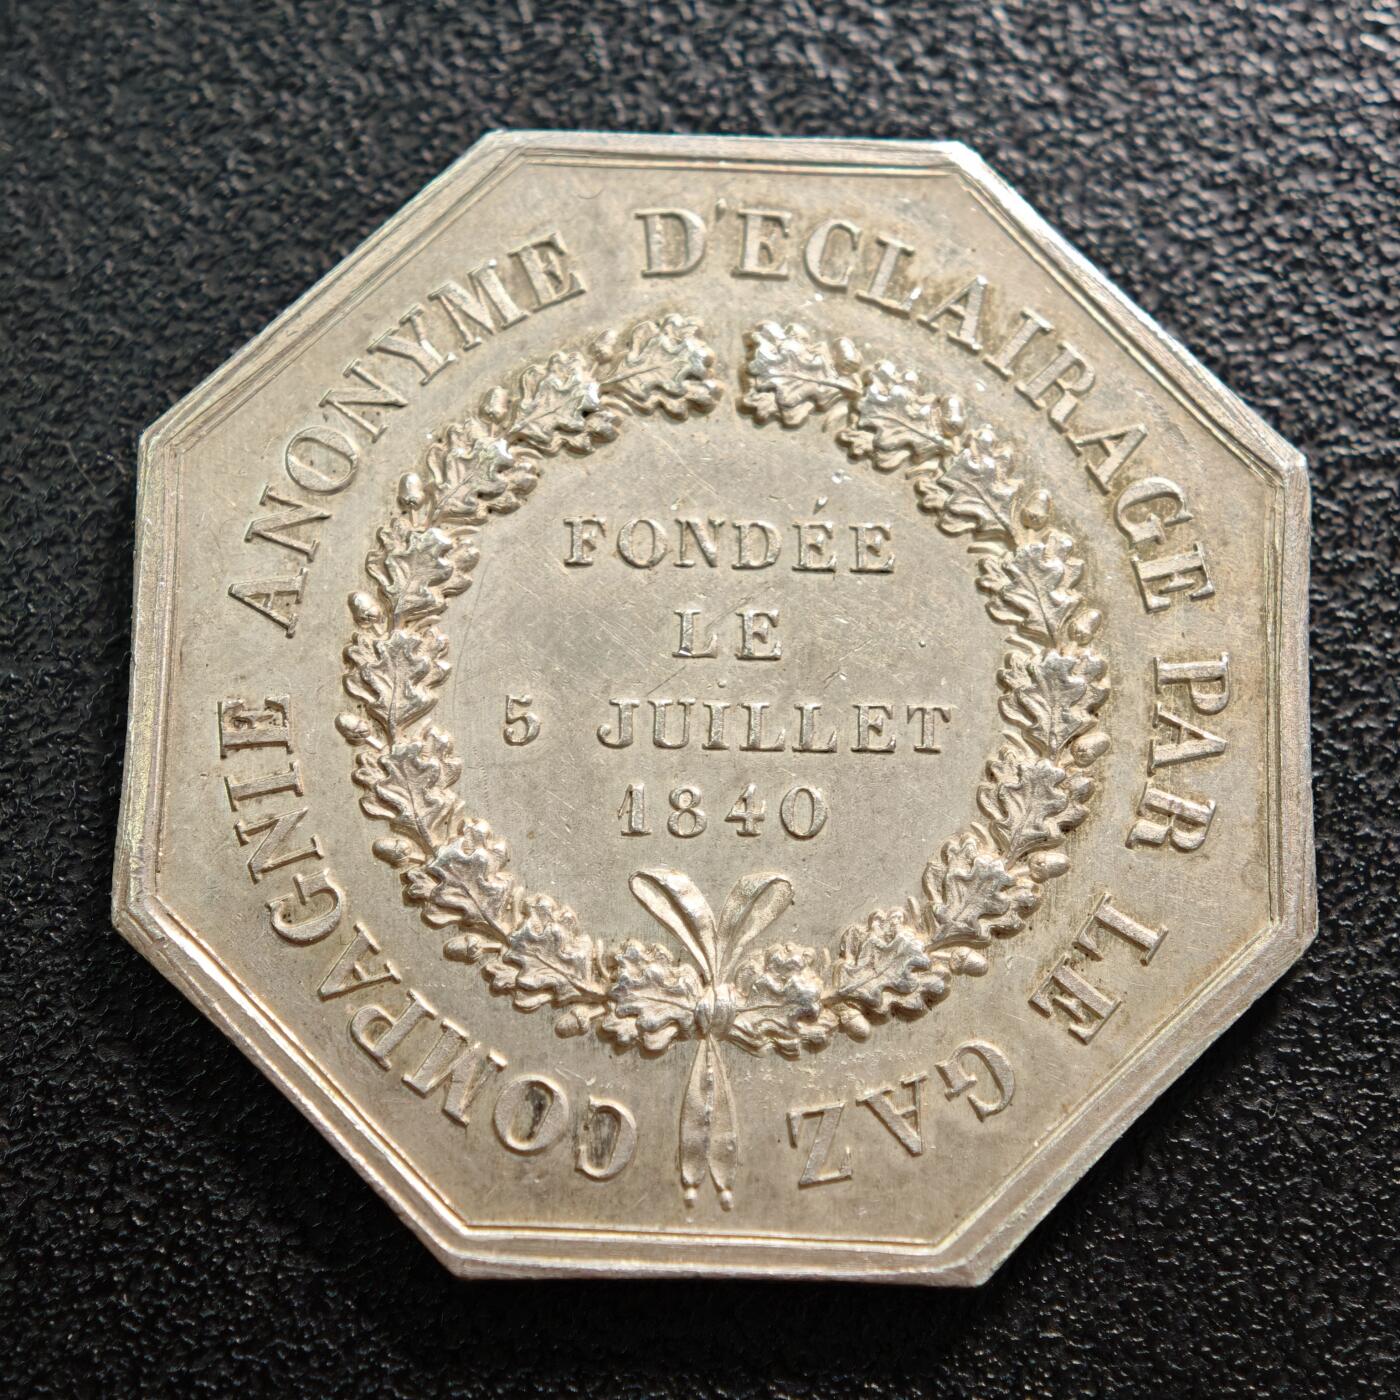 COMPAGNIE ANONYME D'ECLAIRAGE PAR LE GAZ
FONDÉE
LE
5 JUILLET
1840